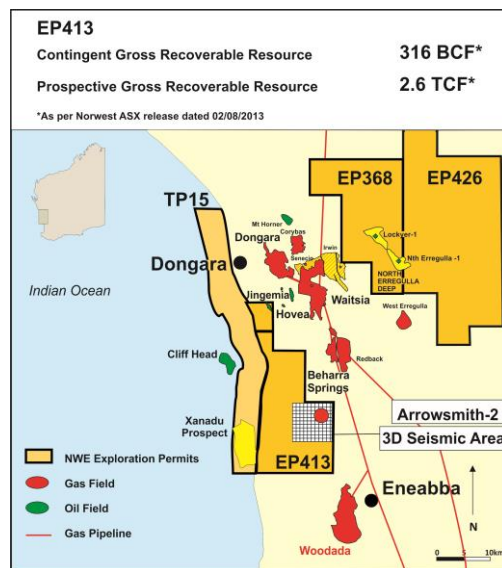 EP413
Contingent Gross Recoverable Resource 316 BCF*
Prospective Gross Recoverable Resource 2.6 TCF*
*As per Norwest ASX release dated 02/08/2013
EP368
EP426
TP15
Mt Horner
Lockyer-1
Dongara
Corybas
Irwin
Senecio
Nth Erregulla -1
Dongara
NORTH
ERREGULLA
DEEP
Indian Ocean
Jingemia
Waitsia
Hovea
West Erregulla
Cliff Head
Redback
Beharra
Springs
Arrowsmith-2
Xanadu
Prospect
3D Seismic Area
NWE Exploration Permits
EP413
Gas Field
Eneabba
Oil Field
N
Gas Pipeline
Woodada
0 10km